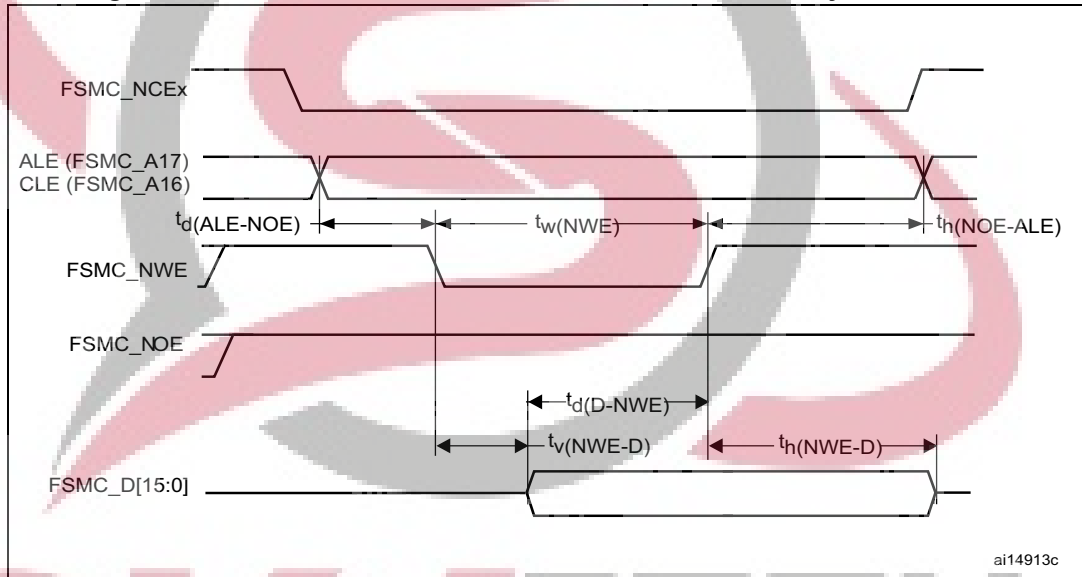 FSMC_NCEx
ALE (FSMC_A17)
CLE (FSMC_A16)
td(ALE-NOE)
tw(NWE)
th(NOE-ALE)
FSMC_NWE
FSMC_NOE
td(D-NWE)
tv(NWE-D)
th(NWE-D)
FSMC_D[15:0]
ai14913c